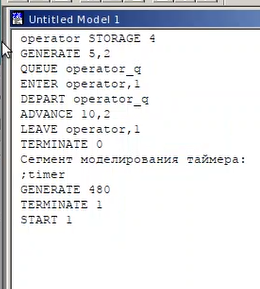 Untitled Model 1
operator STORAGE 4
GENERATE 5,2
QUEUE operator_q
ENTER operator,1
DEPART operator_q
ADVANCE 10,2
LEAVE operator,1
TERMINATE 0
Сегмент моделирования таймера:
;timer
GENERATE 480
TERMINATE 1
START 1